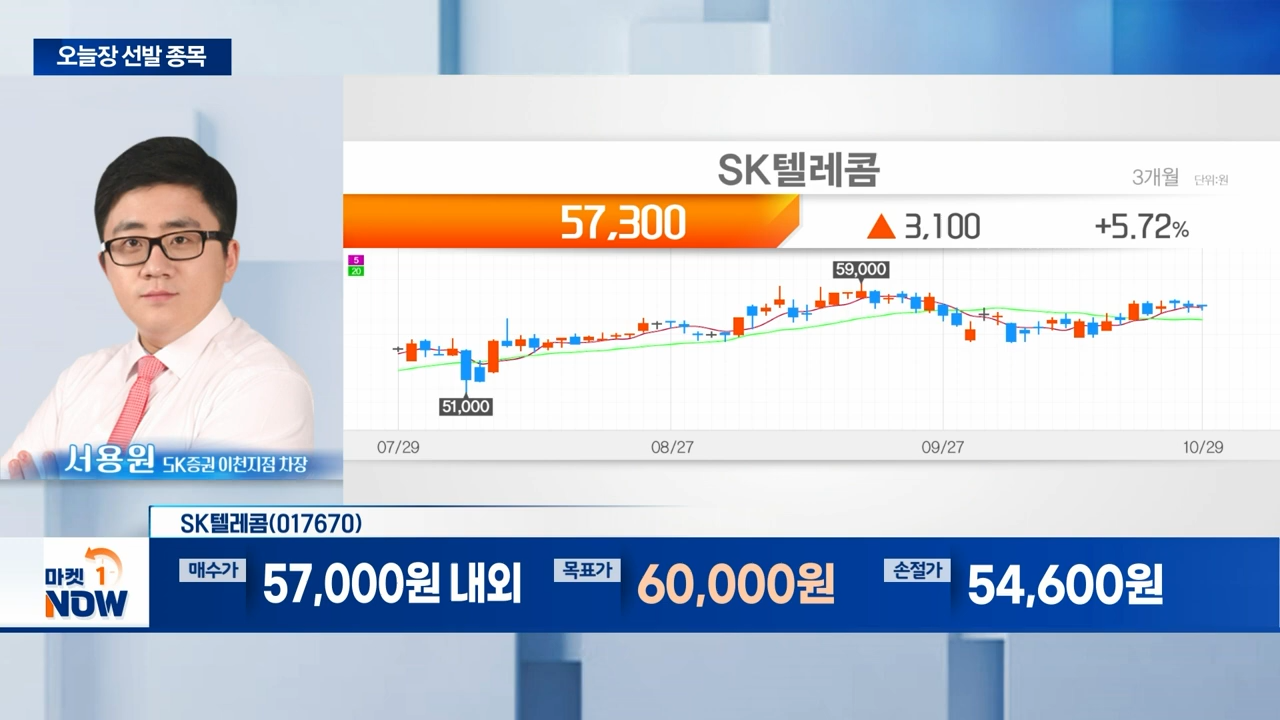 오늘장 선발 종목
SK텔레콤
3개월 단위:원
57,300 ▲ 3,100 +5.72%
5
20
59,000
51,000
07/29 08/27 09/27 10/29
서용원 SK증권 이천지점 차장
SK텔레콤(017670)
마켓 1
NOW
매수가 57,000원 내외 목표가 60,000원 손절가 54,600원